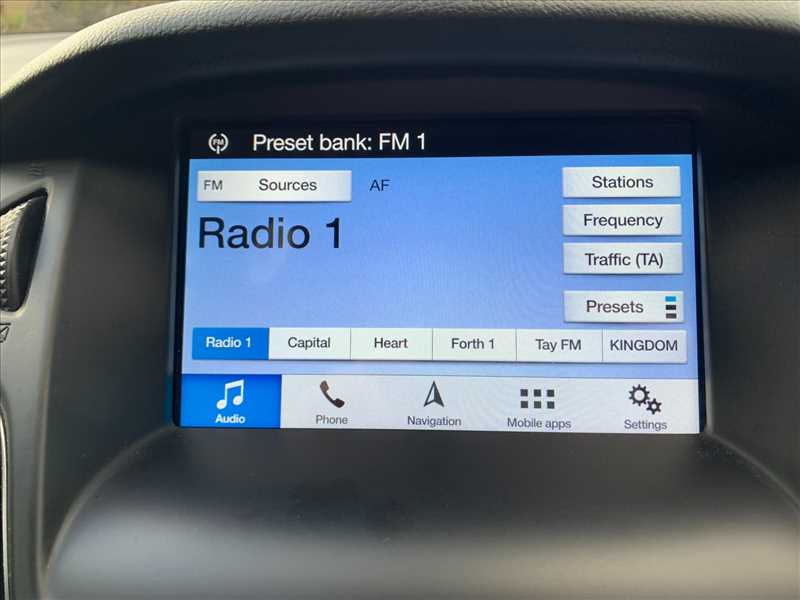 FM Preset bank: FM 1
FM Sources AF Stations
Radio 1 Frequency
Traffic (TA)
Presets
Radio 1 Capital Heart Forth 1 Tay FM KINGDOM
Audio Phone Navigation Mobile apps Settings